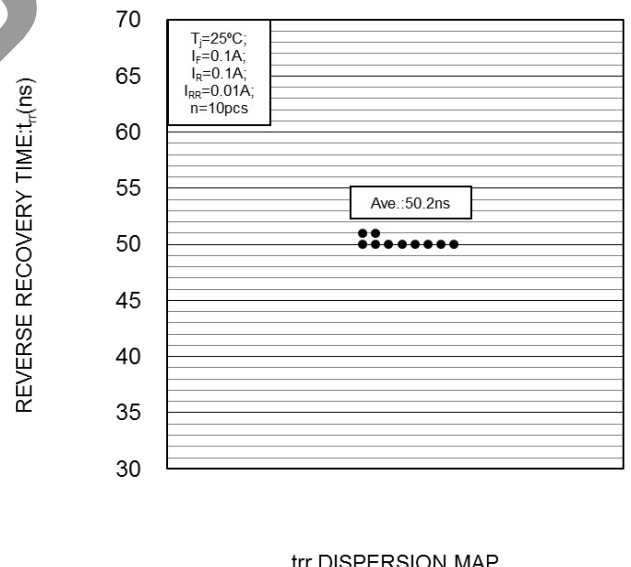 70
65
60
55
50
45
40
35
30
REVERSE RECOVERY TIME:trr(ns)
Tj=25ºC;
IF=0.1A;
IR=0.1A;
IRR=0.01A;
n=10pcs
Ave.:50.2ns
trr DISPERSION MAP